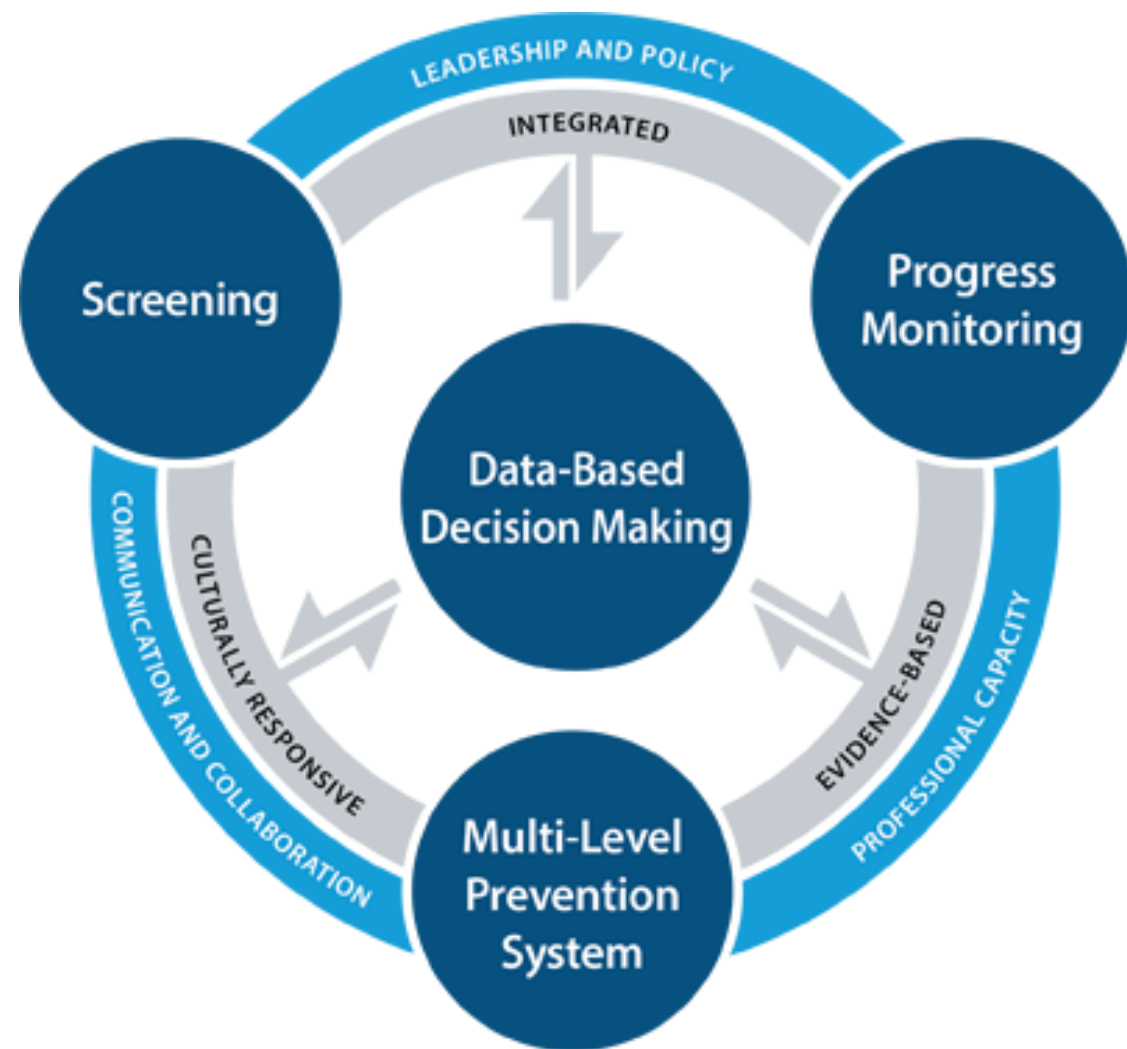 LEADERSHIP AND POLICY
INTEGRATED
Screening
Progress
Monitoring
Data-Based
Decision Making
COMMUNICATION AND COLLABORATION
CULTURALLY RESPONSIVE
EVIDENCE-BASED
PROFESSIONAL CAPACITY
Multi-Level
Prevention
System